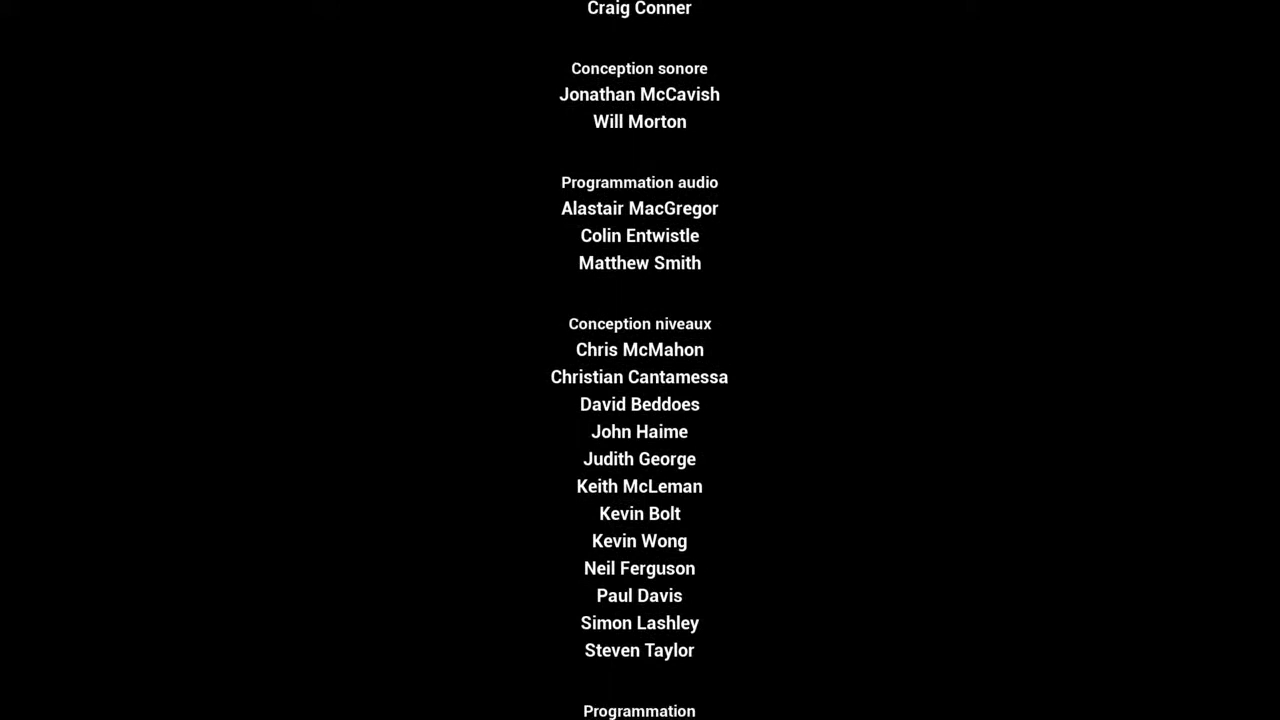 Craig Conner
Conception sonore
Jonathan McCavish
Will Morton
Programmation audio
Alastair MacGregor
Colin Entwistle
Matthew Smith
Conception niveaux
Chris McMahon
Christian Cantamessa
David Beddoes
John Haime
Judith George
Keith McLeman
Kevin Bolt
Kevin Wong
Neil Ferguson
Paul Davis
Simon Lashley
Steven Taylor
Programmation